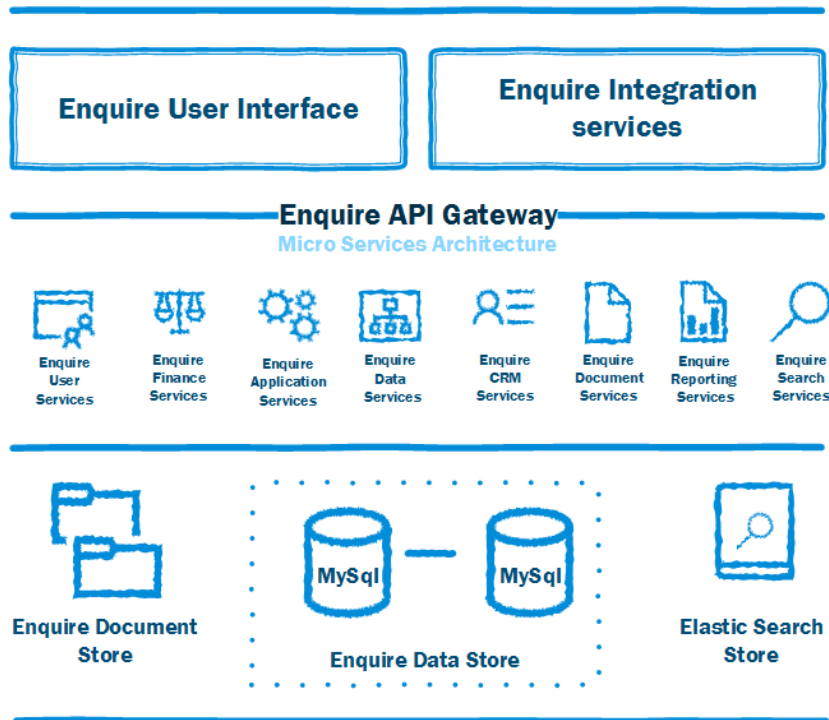 Enquire User Interface
Enquire Integration
services
Enquire API Gateway
Micro Services Architecture
Enquire
User
Services
Enquire
Finance
Services
Enquire
Application
Services
Enquire
Data
Services
Enquire
CRM
Services
Enquire
Document
Services
Enquire
Reporting
Services
Enquire
Search
Services
MySql
MySql
Enquire Document
Store
Enquire Data Store
Elastic Search
Store